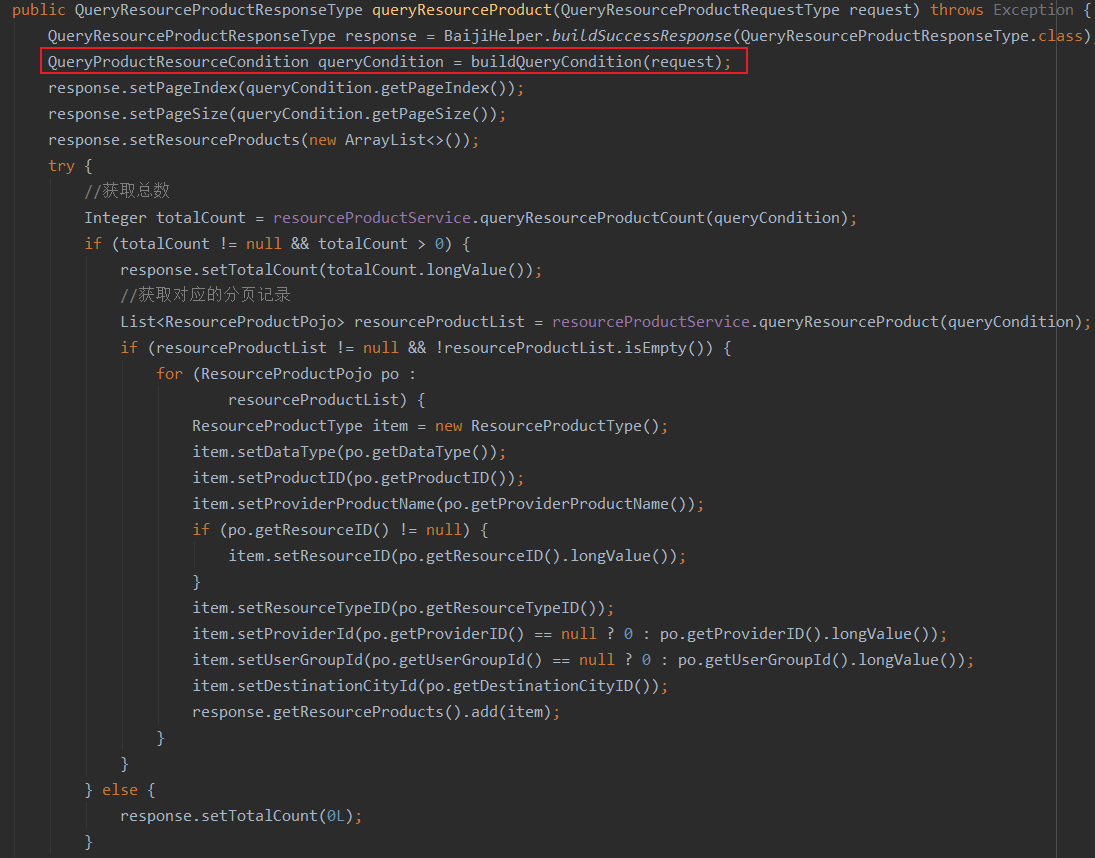 public QueryResourceProductResponseType queryResourceProduct(QueryResourceProductRequestType request) throws Exception {
QueryResourceProductResponseType response = BaijiHelper.buildSuccessResponse(QueryResourceProductResponseType.class)
QueryProductResourceCondition queryCondition = buildQueryCondition(request);
response.setPageIndex(queryCondition.getPageIndex());
response.setPageSize(queryCondition.getPageSize());
response.setResourceProducts(new ArrayList<>());
try {
//获取总数
Integer totalCount = resourceProductService.queryResourceProductCount(queryCondition);
if (totalCount != null && totalCount > 0) {
response.setTotalCount(totalCount.longValue());
//获取对应的分页记录
List<ResourceProductPojo> resourceProductList = resourceProductService.queryResourceProduct(queryCondition);
if (resourceProductList != null && !resourceProductList.isEmpty()) {
for (ResourceProductPojo po :
resourceProductList) {
ResourceProductType item = new ResourceProductType();
item.setDataType(po.getDataType());
item.setProductID(po.getProductID());
item.setProviderProductName(po.getProviderProductName());
if (po.getResourceID() != null) {
item.setResourceID(po.getResourceID().longValue());
}
item.setResourceTypeID(po.getResourceTypeID());
item.setProviderId(po.getProviderID() == null ? 0 : po.getProviderID().longValue());
item.setUserGroupId(po.getUserGroupId() == null ? 0 : po.getUserGroupId().longValue());
item.setDestinationCityId(po.getDestinationCityID());
response.getResourceProducts().add(item);
}
}
} else {
response.setTotalCount(0L);
}